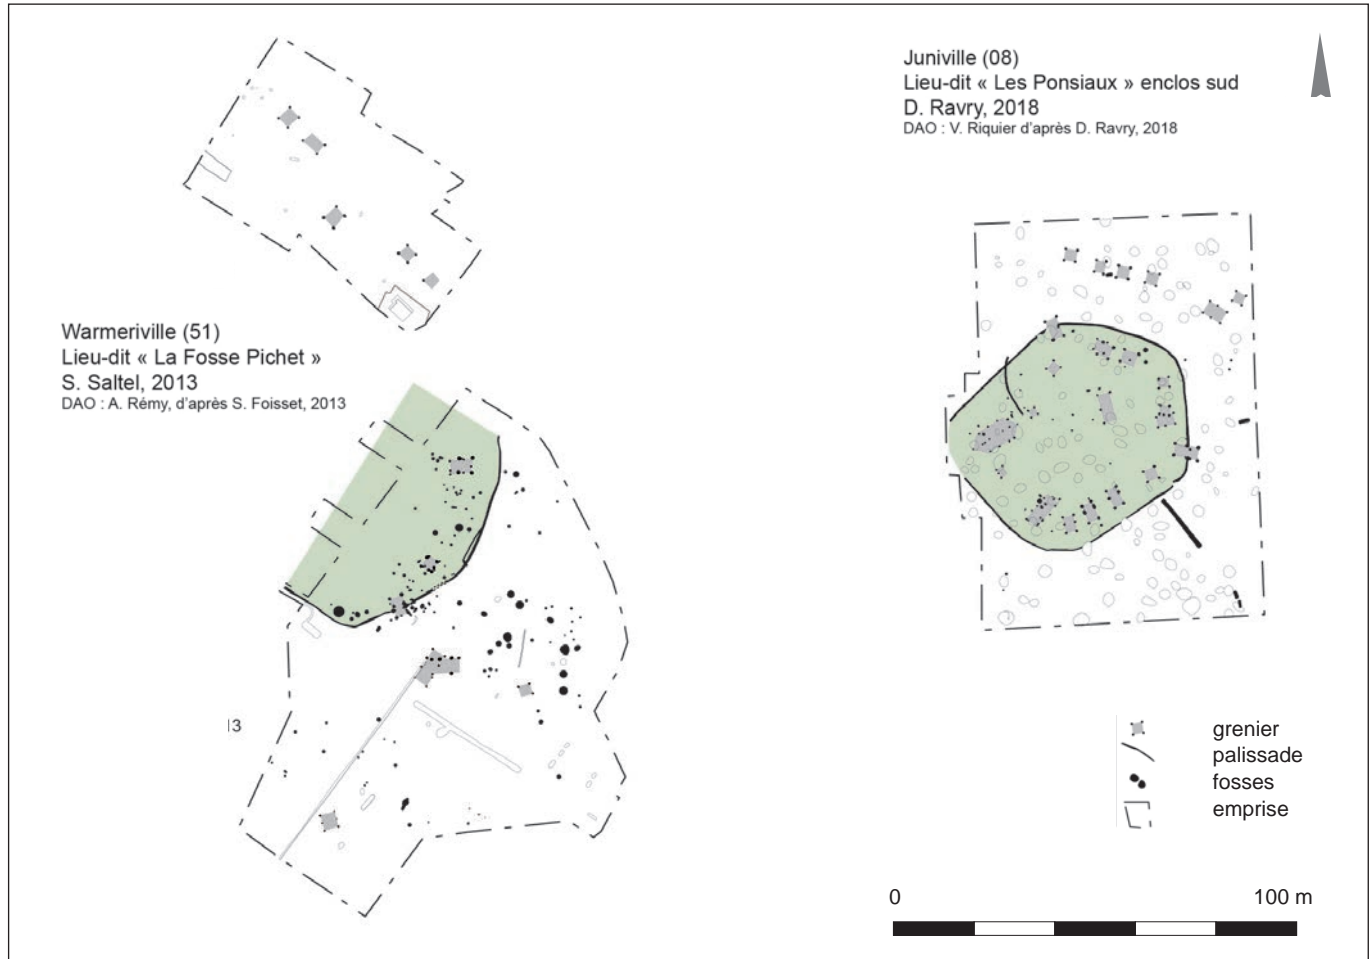 Juniville (08)
Lieu-dit « Les Ponsiaux » enclos sud
D. Ravry, 2018
DAO : V. Riquier d'après D. Ravry, 2018
Warmeriville (51)
Lieu-dit « La Fosse Pichet »
S. Saltel, 2013
DAO : A. Rémy, d'après S. Foisset, 2013
13
grenier
palissade
fosses
emprise
0 100 m